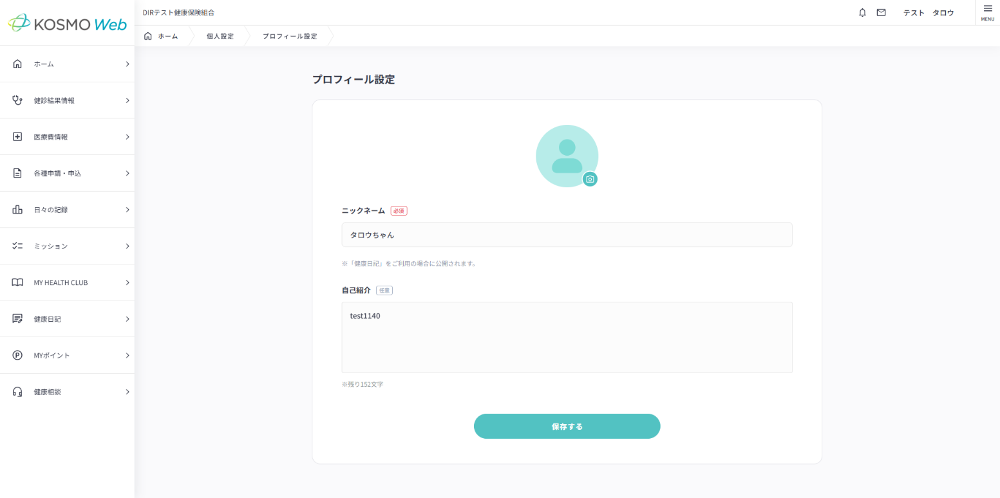 KOSMO Web
DIRテスト健康保険組合
テスト タロウ
MENU
ホーム
個人設定
プロフィール設定
ホーム
健診結果情報
医療費情報
各種申請・申込
日々の記録
ミッション
MY HEALTH CLUB
健康日記
MYポイント
健康相談
プロフィール設定
ニックネーム 必須
タロウちゃん
※「健康日記」をご利用の場合に公開されます。
自己紹介 任意
test1140
※残り152文字
保存する